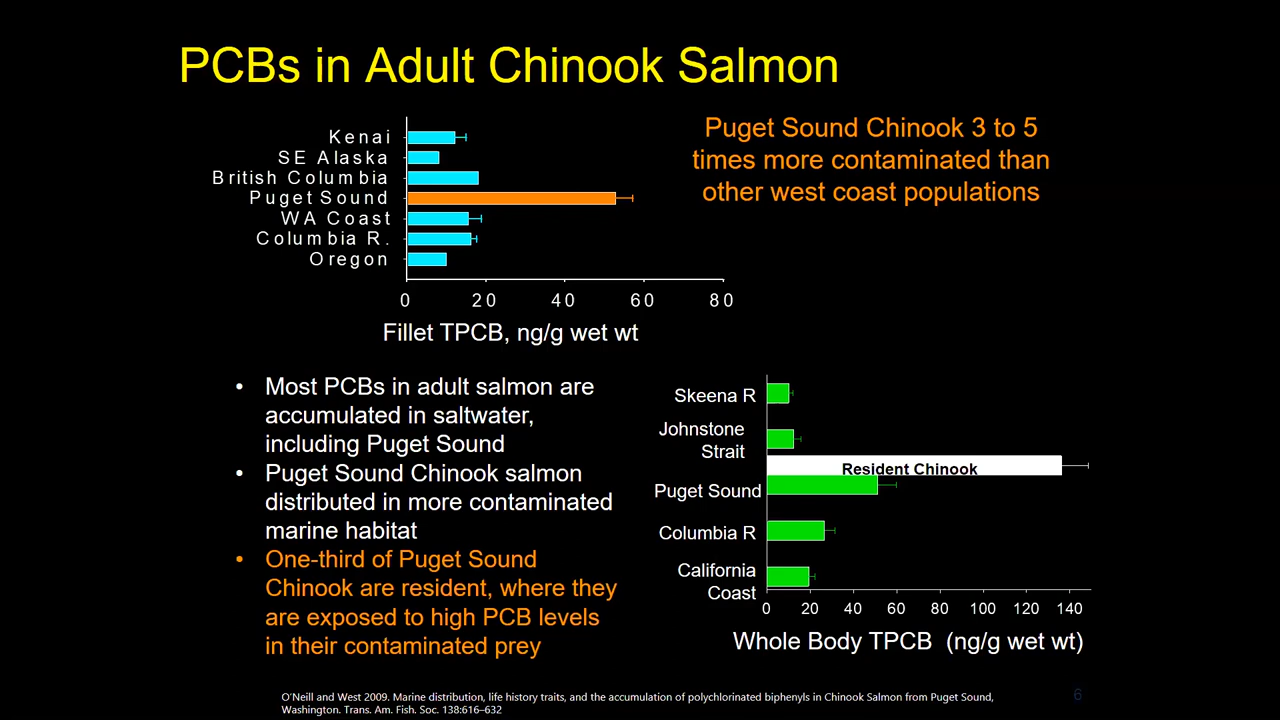 PCBs in Adult Chinook Salmon
Puget Sound Chinook 3 to 5
times more contaminated than
other west coast populations
Kenai
SE Alaska
British Columbia
Puget Sound
WA Coast
Columbia R.
Oregon
0 20 40 60 80
Fillet TPCB, ng/g wet wt
• Most PCBs in adult salmon are
accumulated in saltwater,
including Puget Sound
• Puget Sound Chinook salmon
distributed in more contaminated
marine habitat
• One-third of Puget Sound
Chinook are resident, where they
are exposed to high PCB levels
in their contaminated prey
Skeena R
Johnstone
Strait
Resident Chinook
Puget Sound
Columbia R
California
Coast
0 20 40 60 80 100 120 140
Whole Body TPCB (ng/g wet wt)
O'Neill and West 2009. Marine distribution, life history traits, and the accumulation of polychlorinated biphenyls in Chinook Salmon from Puget Sound,
Washington. Trans. Am. Fish. Soc. 138:616–632
6